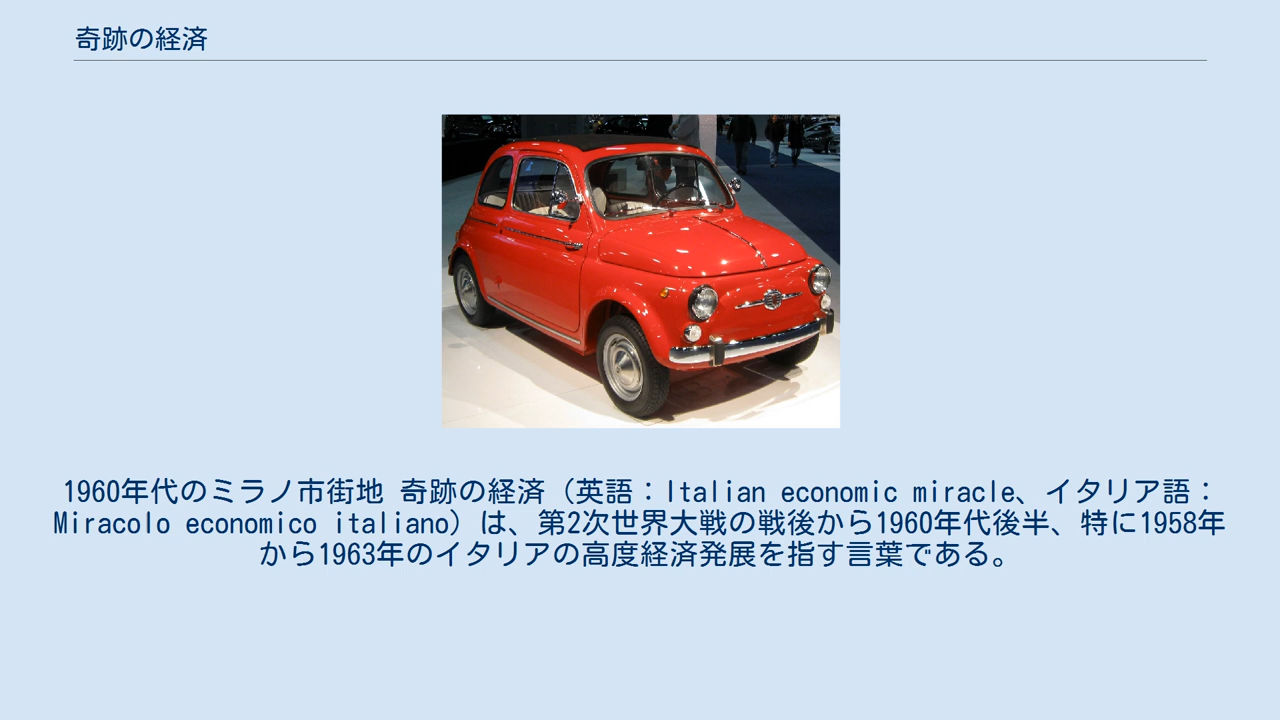 奇跡の経済
1960年代のミラノ市街地 奇跡の経済（英語：Italian economic miracle、イタリア語：
Miracolo economico italiano）は、第2次世界大戦の戦後から1960年代後半、特に1958年
から1963年のイタリアの高度経済発展を指す言葉である。